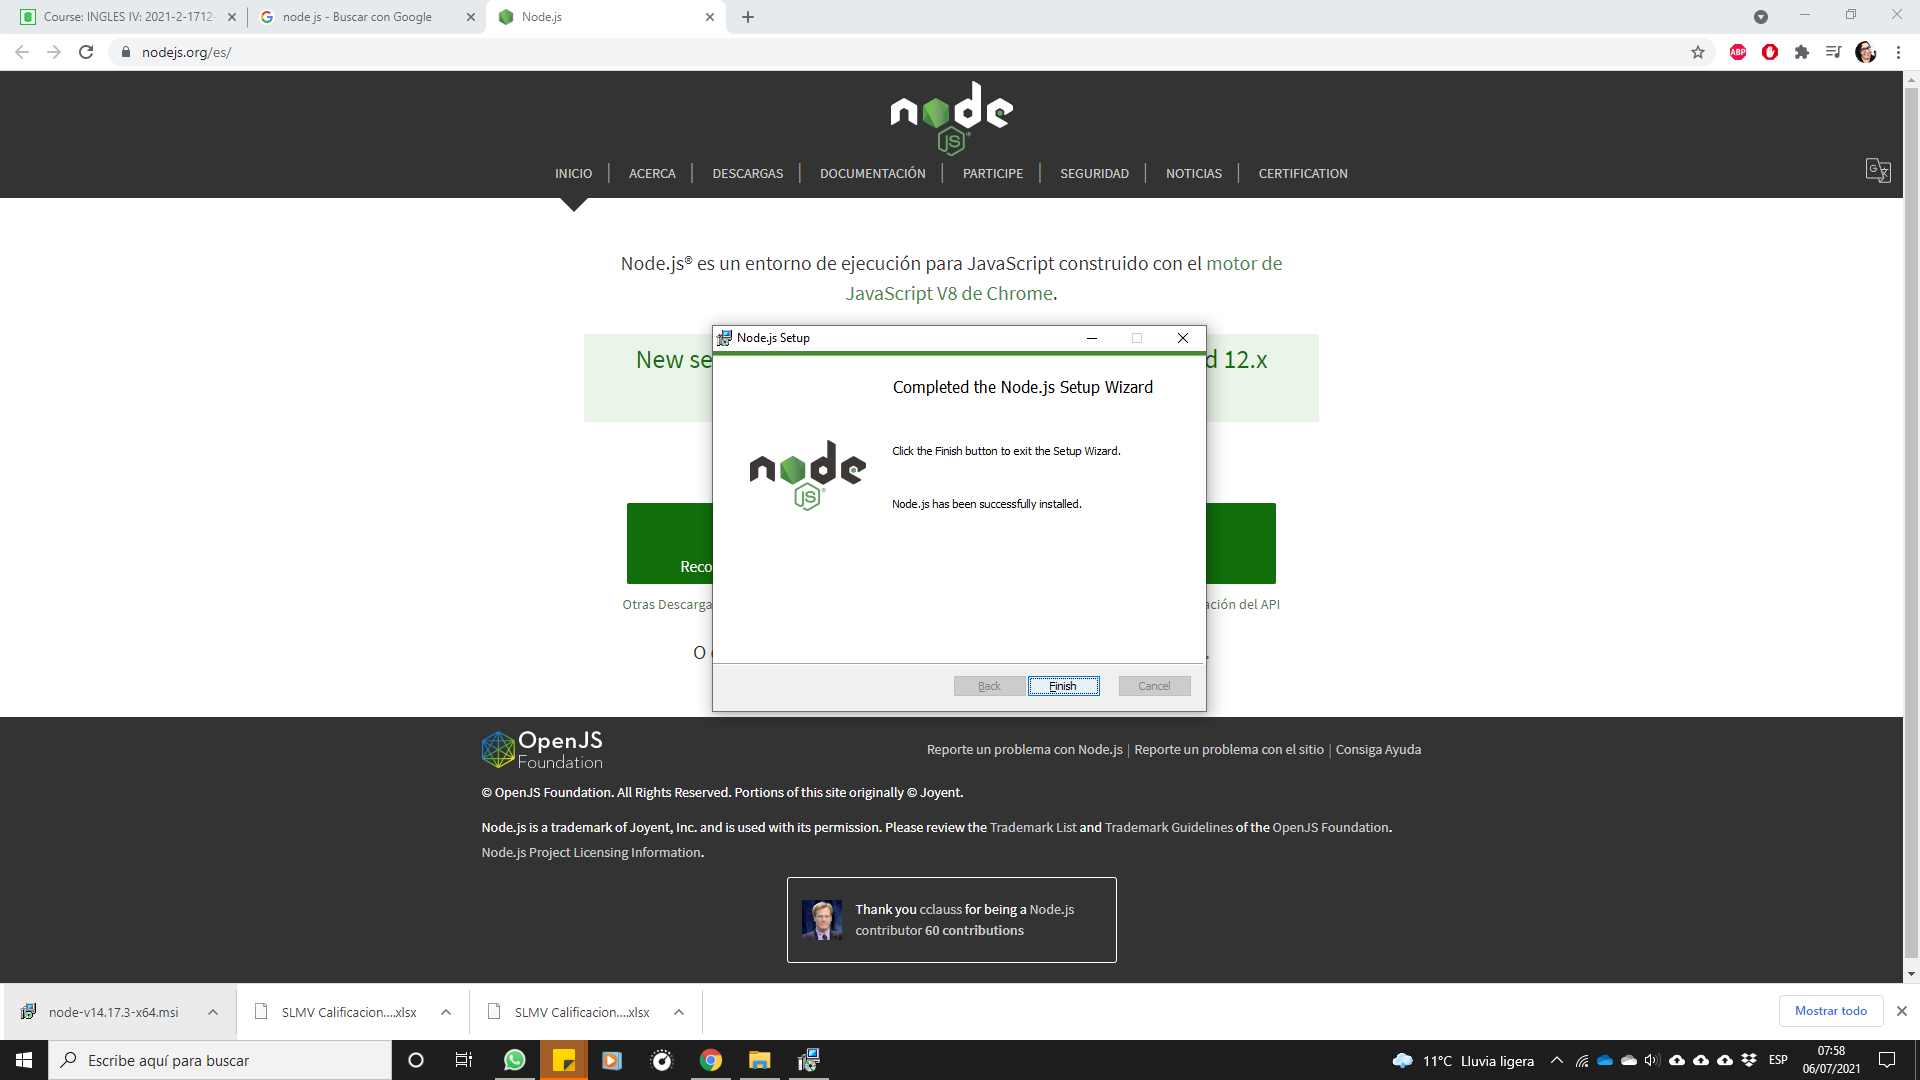 Course: INGLES IV: 2021-2-1712-
node js - Buscar con Google
Node.js
nodejs.org/es/
ABP
node
JS
INICIO
ACERCA
DESCARGAS
DOCUMENTACIÓN
PARTICIPE
SEGURIDAD
NOTICIAS
CERTIFICATION
Node.js® es un entorno de ejecución para JavaScript construido con el motor de
JavaScript V8 de Chrome.
New se
d 12.x
Node.js Setup
Completed the Node.js Setup Wizard
Click the Finish button to exit the Setup Wizard.
node
JS
Node.js has been successfully installed.
Reco
Otras Descarga
ación del API
O
Back
Finish
Cancel
OpenJS
Foundation
Reporte un problema con Node.js | Reporte un problema con el sitio | Consiga Ayuda
© OpenJS Foundation. All Rights Reserved. Portions of this site originally © Joyent.
Node.js is a trademark of Joyent, Inc. and is used with its permission. Please review the Trademark List and Trademark Guidelines of the OpenJS Foundation.
Node.js Project Licensing Information.
Thank you cclauss for being a Node.js
contributor 60 contributions
node-v14.17.3-x64.msi
SLMV Calificacion....xlsx
SLMV Calificacion....xlsx
Mostrar todo
Escribe aquí para buscar
11°C Lluvia ligera
ESP
07:58
06/07/2021